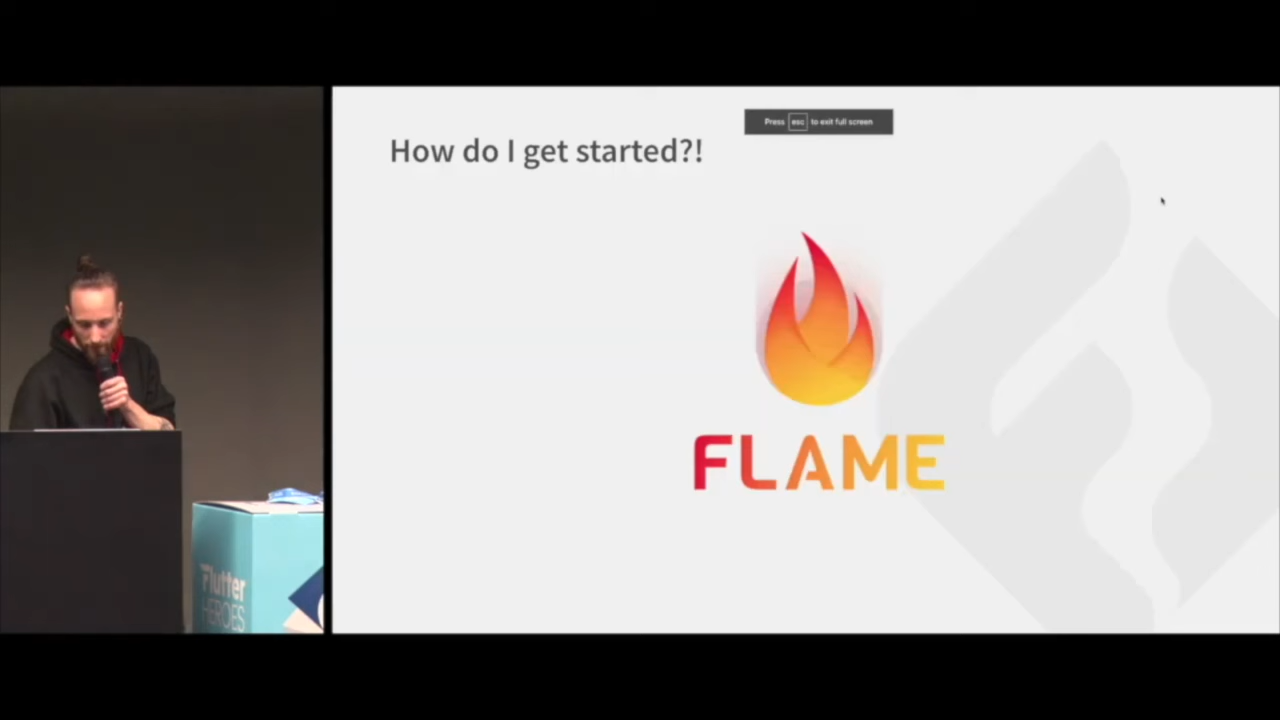 How do I get started?!
Press esc to exit full screen
FLAME
Flutter
HEROES